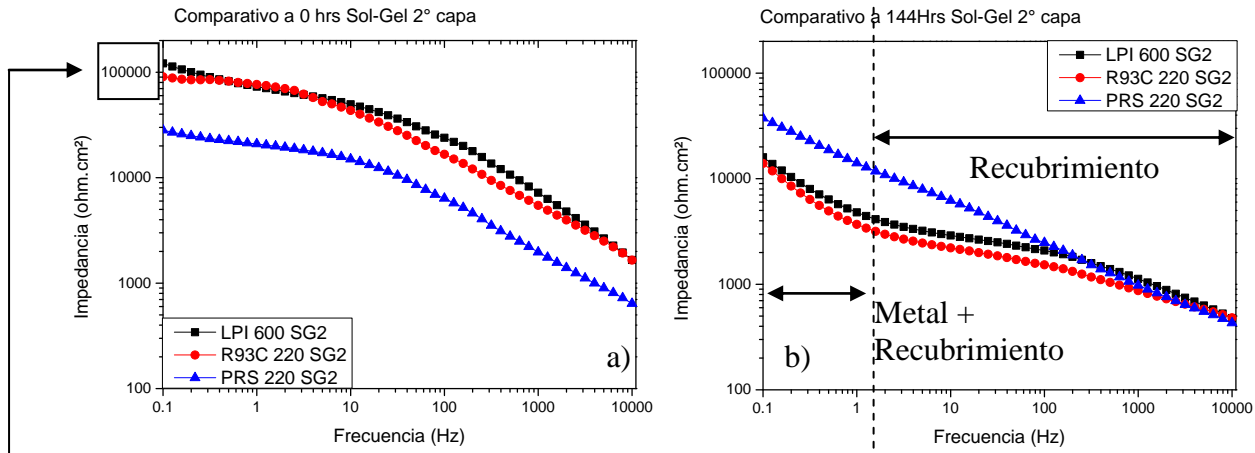 Comparativo a 0 hrs Sol-Gel 2° capa
100000
10000
1000
100
Impedancia (ohm.cm²)
LPI 600 SG2
R93C 220 SG2
PRS 220 SG2
a)
0.1 1 10 100 1000 10000
Frecuencia (Hz)
Comparativo a 144Hrs Sol-Gel 2° capa
LPI 600 SG2
R93C 220 SG2
PRS 220 SG2
100000
10000
1000
100
Impedancia (ohm.cm²)
Recubrimiento
Metal +
Recubrimiento
b)
0.1 1 10 100 1000 10000
Frecuencia (Hz)